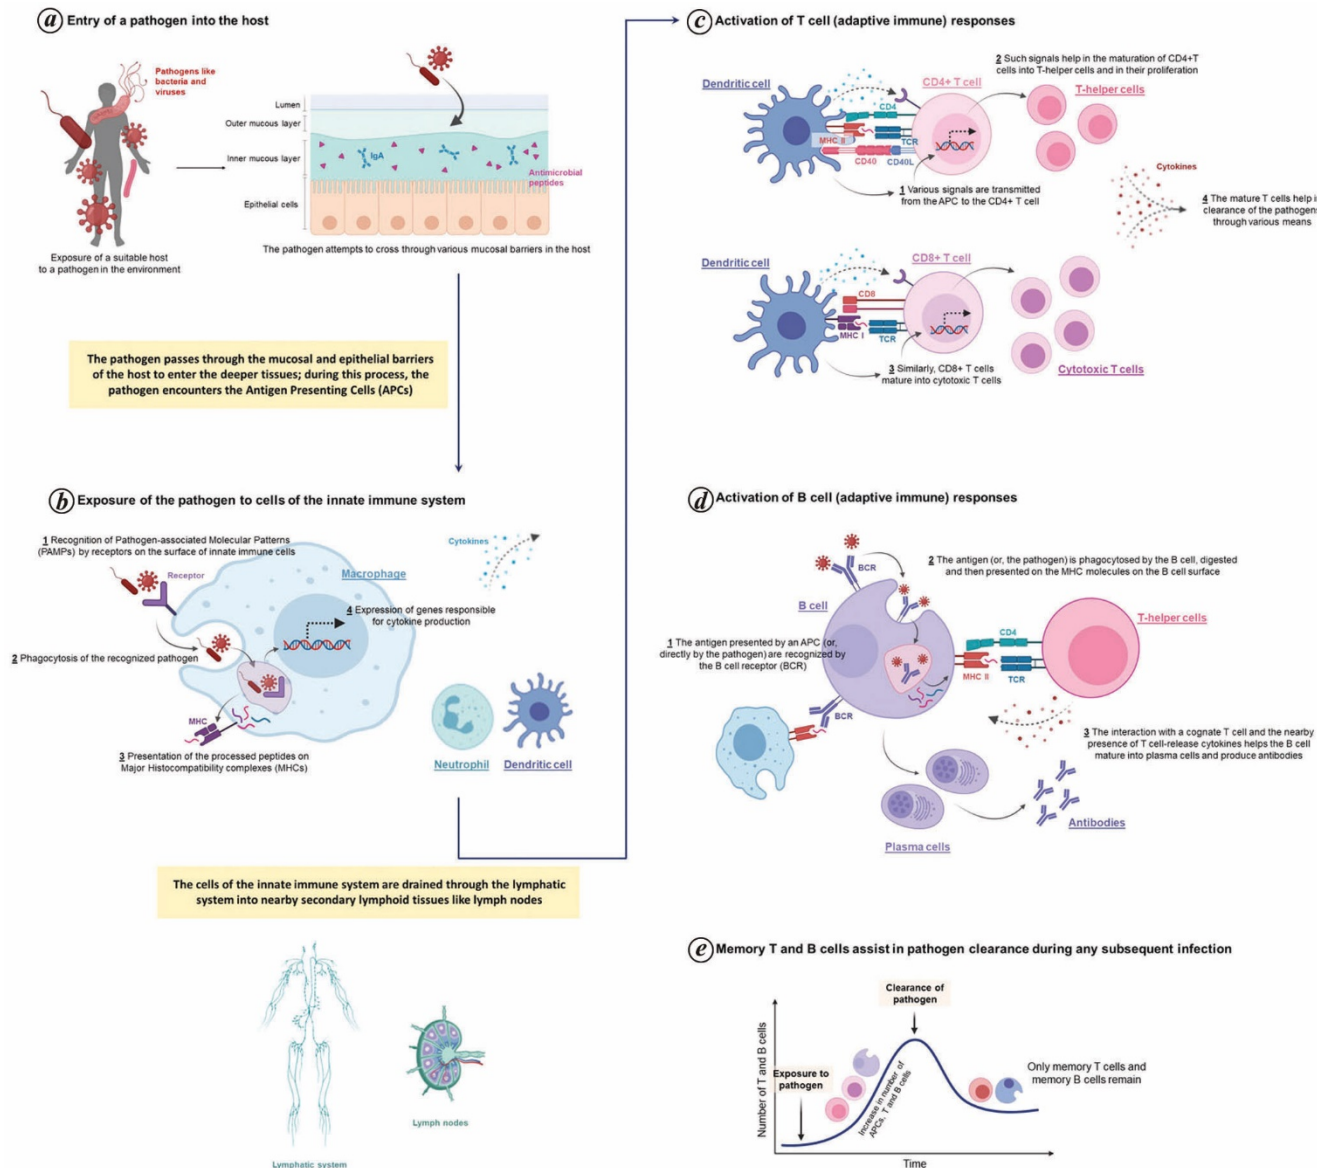 a Entry of a pathogen into the host
Pathogens like
bacteria and
viruses
Exposure of a suitable host
to a pathogen in the environment
Lumen
Outer mucous layer
Inner mucous layer
IgA
Antimicrobial
peptides
Epithelial cells
The pathogen attempts to cross through various mucosal barriers in the host
The pathogen passes through the mucosal and epithelial barriers
of the host to enter the deeper tissues; during this process, the
pathogen encounters the Antigen Presenting Cells (APCs)
b Exposure of the pathogen to cells of the innate immune system
1 Recognition of Pathogen-associated Molecular Patterns
(PAMPs) by receptors on the surface of innate immune cells
Receptor
Macrophage
Cytokines
4 Expression of genes responsible
for cytokine production
2 Phagocytosis of the recognized pathogen
MHC
3 Presentation of the processed peptides on
Major Histocompatibility complexes (MHCs)
Neutrophil
Dendritic cell
The cells of the innate immune system are drained through the lymphatic
system into nearby secondary lymphoid tissues like lymph nodes
Lymph nodes
Lymphatic system
c Activation of T cell (adaptive immune) responses
2 Such signals help in the maturation of CD4+T
cells into T-helper cells and in their proliferation
Dendritic cell
CD4+ T cell
T-helper cells
CD4
MHC II
TCR
CD40
CD40L
1 Various signals are transmitted
from the APC to the CD4+ T cell
Cytokines
4 The mature T cells help i
clearance of the pathogens
through various means
Dendritic cell
CD8+ T cell
CD8
MHC I
TCR
3 Similarly, CD8+ T cells
mature into cytotoxic T cells
Cytotoxic T cells
d Activation of B cell (adaptive immune) responses
BCR
2 The antigen (or, the pathogen) is phagocytosed by the B cell, digested
and then presented on the MHC molecules on the B cell surface
B cell
T-helper cells
CD4
MHC II
TCR
1 The antigen presented by an APC (or,
directly by the pathogen) are recognized by
the B cell receptor (BCR)
BCR
3 The interaction with a cognate T cell and the nearby
presence of T cell-release cytokines helps the B cell
mature into plasma cells and produce antibodies
Antibodies
Plasma cells
e Memory T and B cells assist in pathogen clearance during any subsequent infection
Clearance of
pathogen
Number of T and B cells
Exposure to
pathogen
Increase in number of
APCs, T and B cells
Only memory T cells and
memory B cells remain
Time